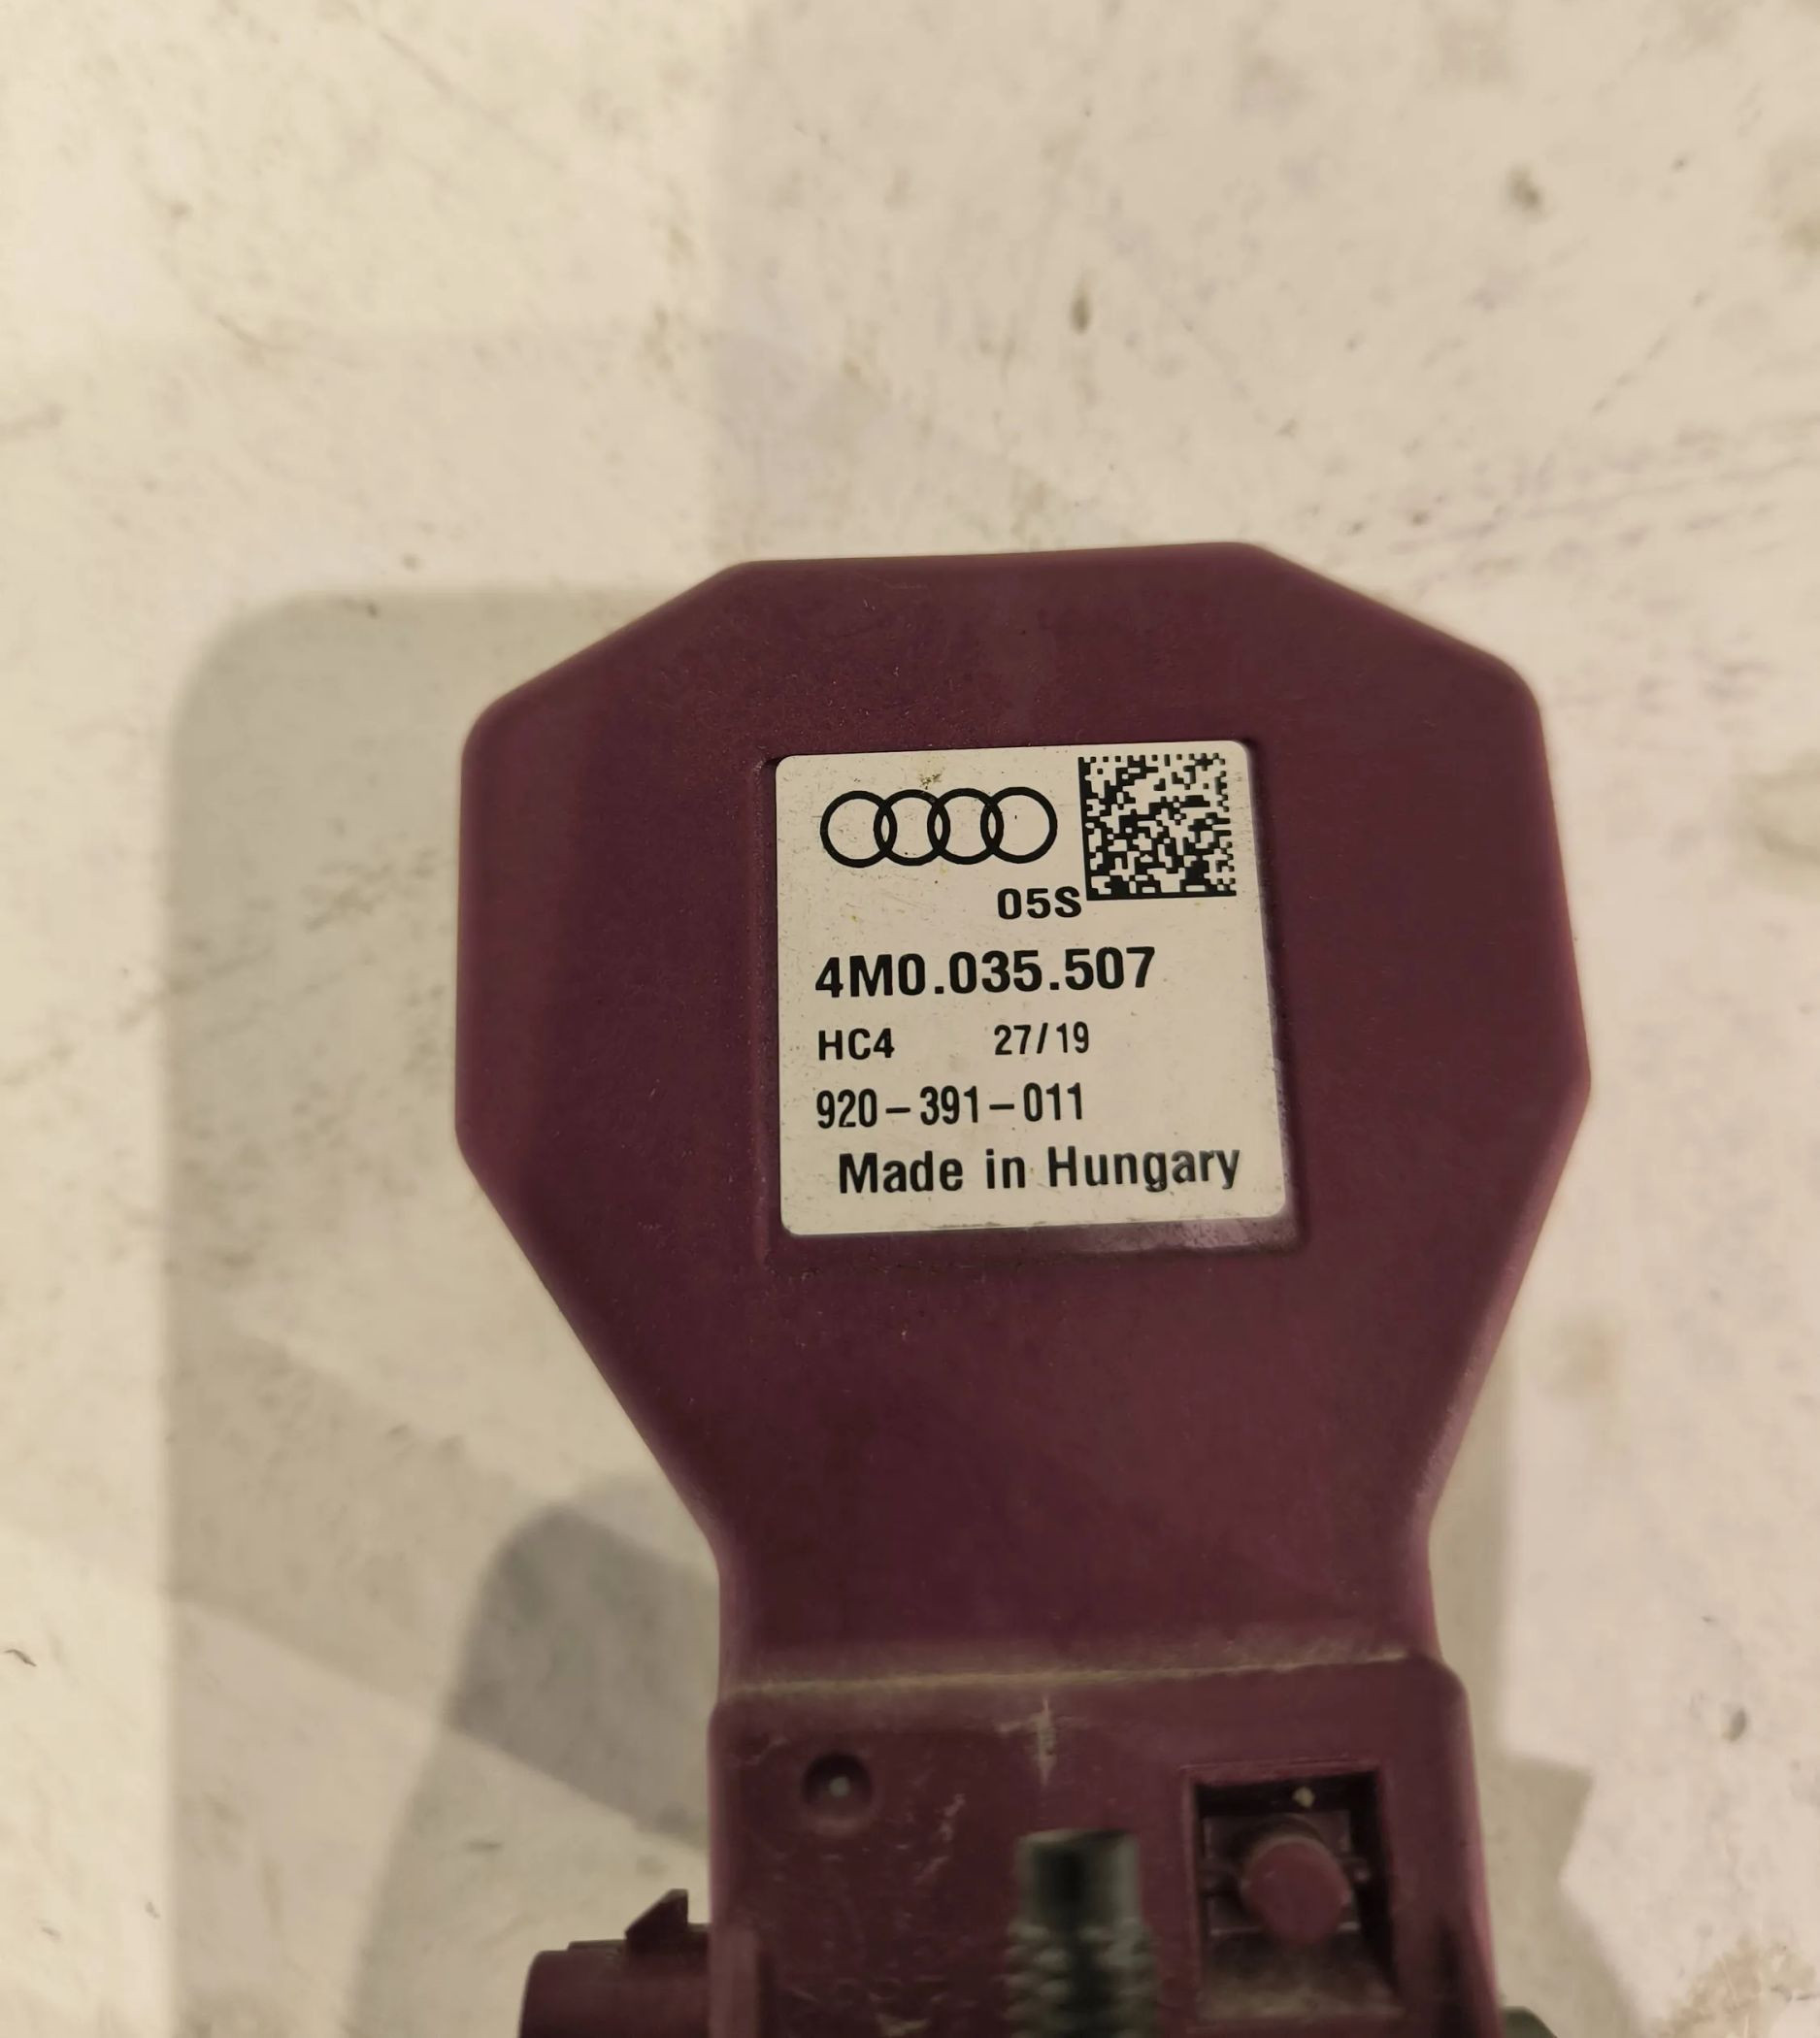 05S
4M0.035.507
HC4 27/19
920-391-011
Made in Hungary